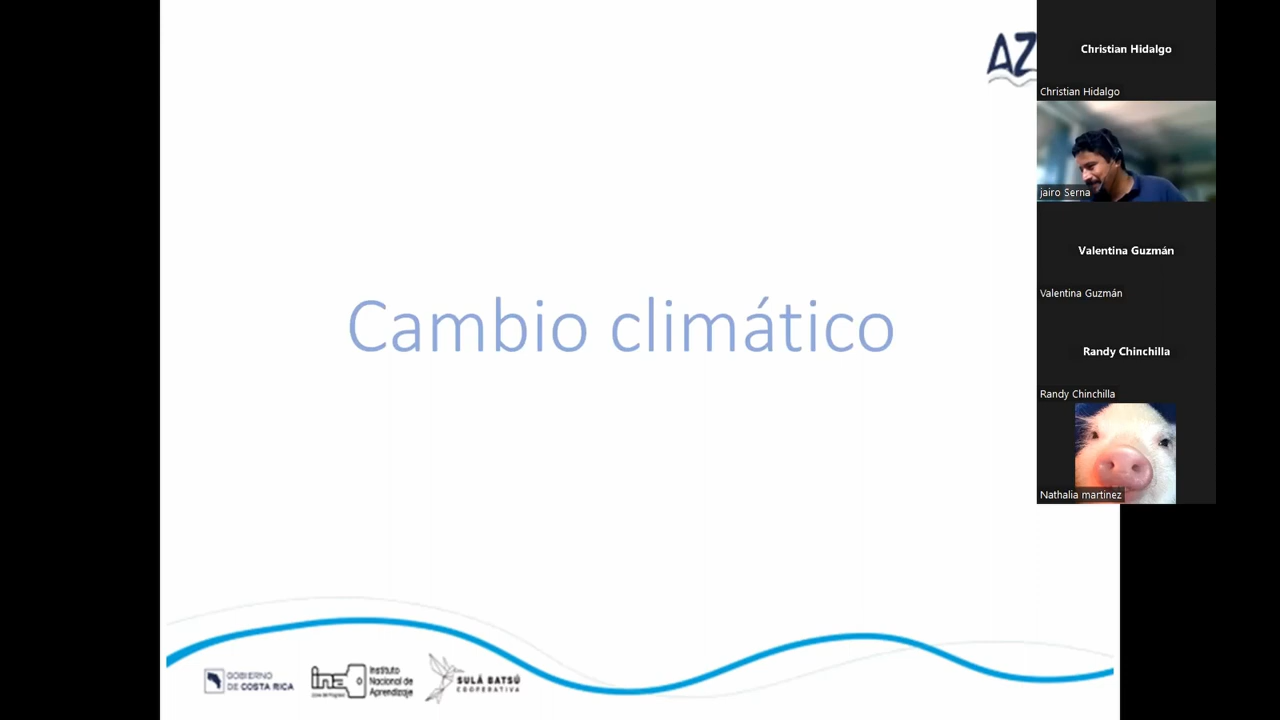 AZ
Cambio climático
GOBIERNO
DE COSTA RICA
ina
Instituto
Nacional de
Aprendizaje
SULÁ BATSÚ
COOPERATIVA
Christian Hidalgo
Christian Hidalgo
jairo Serna
Valentina Guzmán
Valentina Guzmán
Randy Chinchilla
Randy Chinchilla
Nathalia martinez